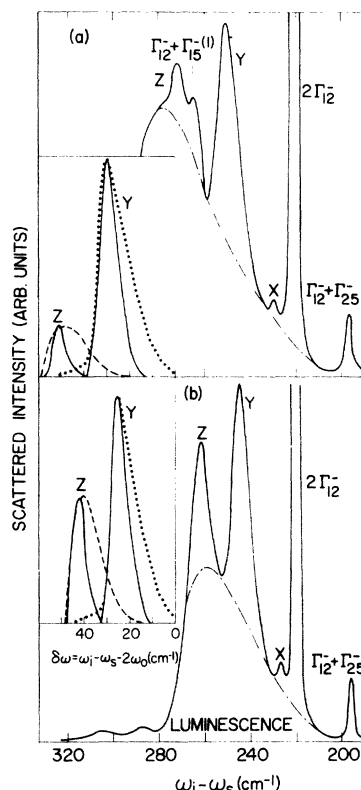 SCATTERED INTENSITY (ARB. UNITS)
(a)
Γ₁₂⁻+Γ₁₅⁻⁽¹⁾
Z
Y
2Γ₁₂⁻
X
Γ₁₂⁻+Γ₂₅⁻
Z
Y
(b)
Z
Y
2Γ₁₂⁻
X
Γ₁₂⁻+Γ₂₅⁻
Z
Y
40 20 0
δω=ωᵢ-ωₛ-2ω₀(cm⁻¹)
LUMINESCENCE
320 280 240 200
ωᵢ-ωₛ(cm⁻¹)